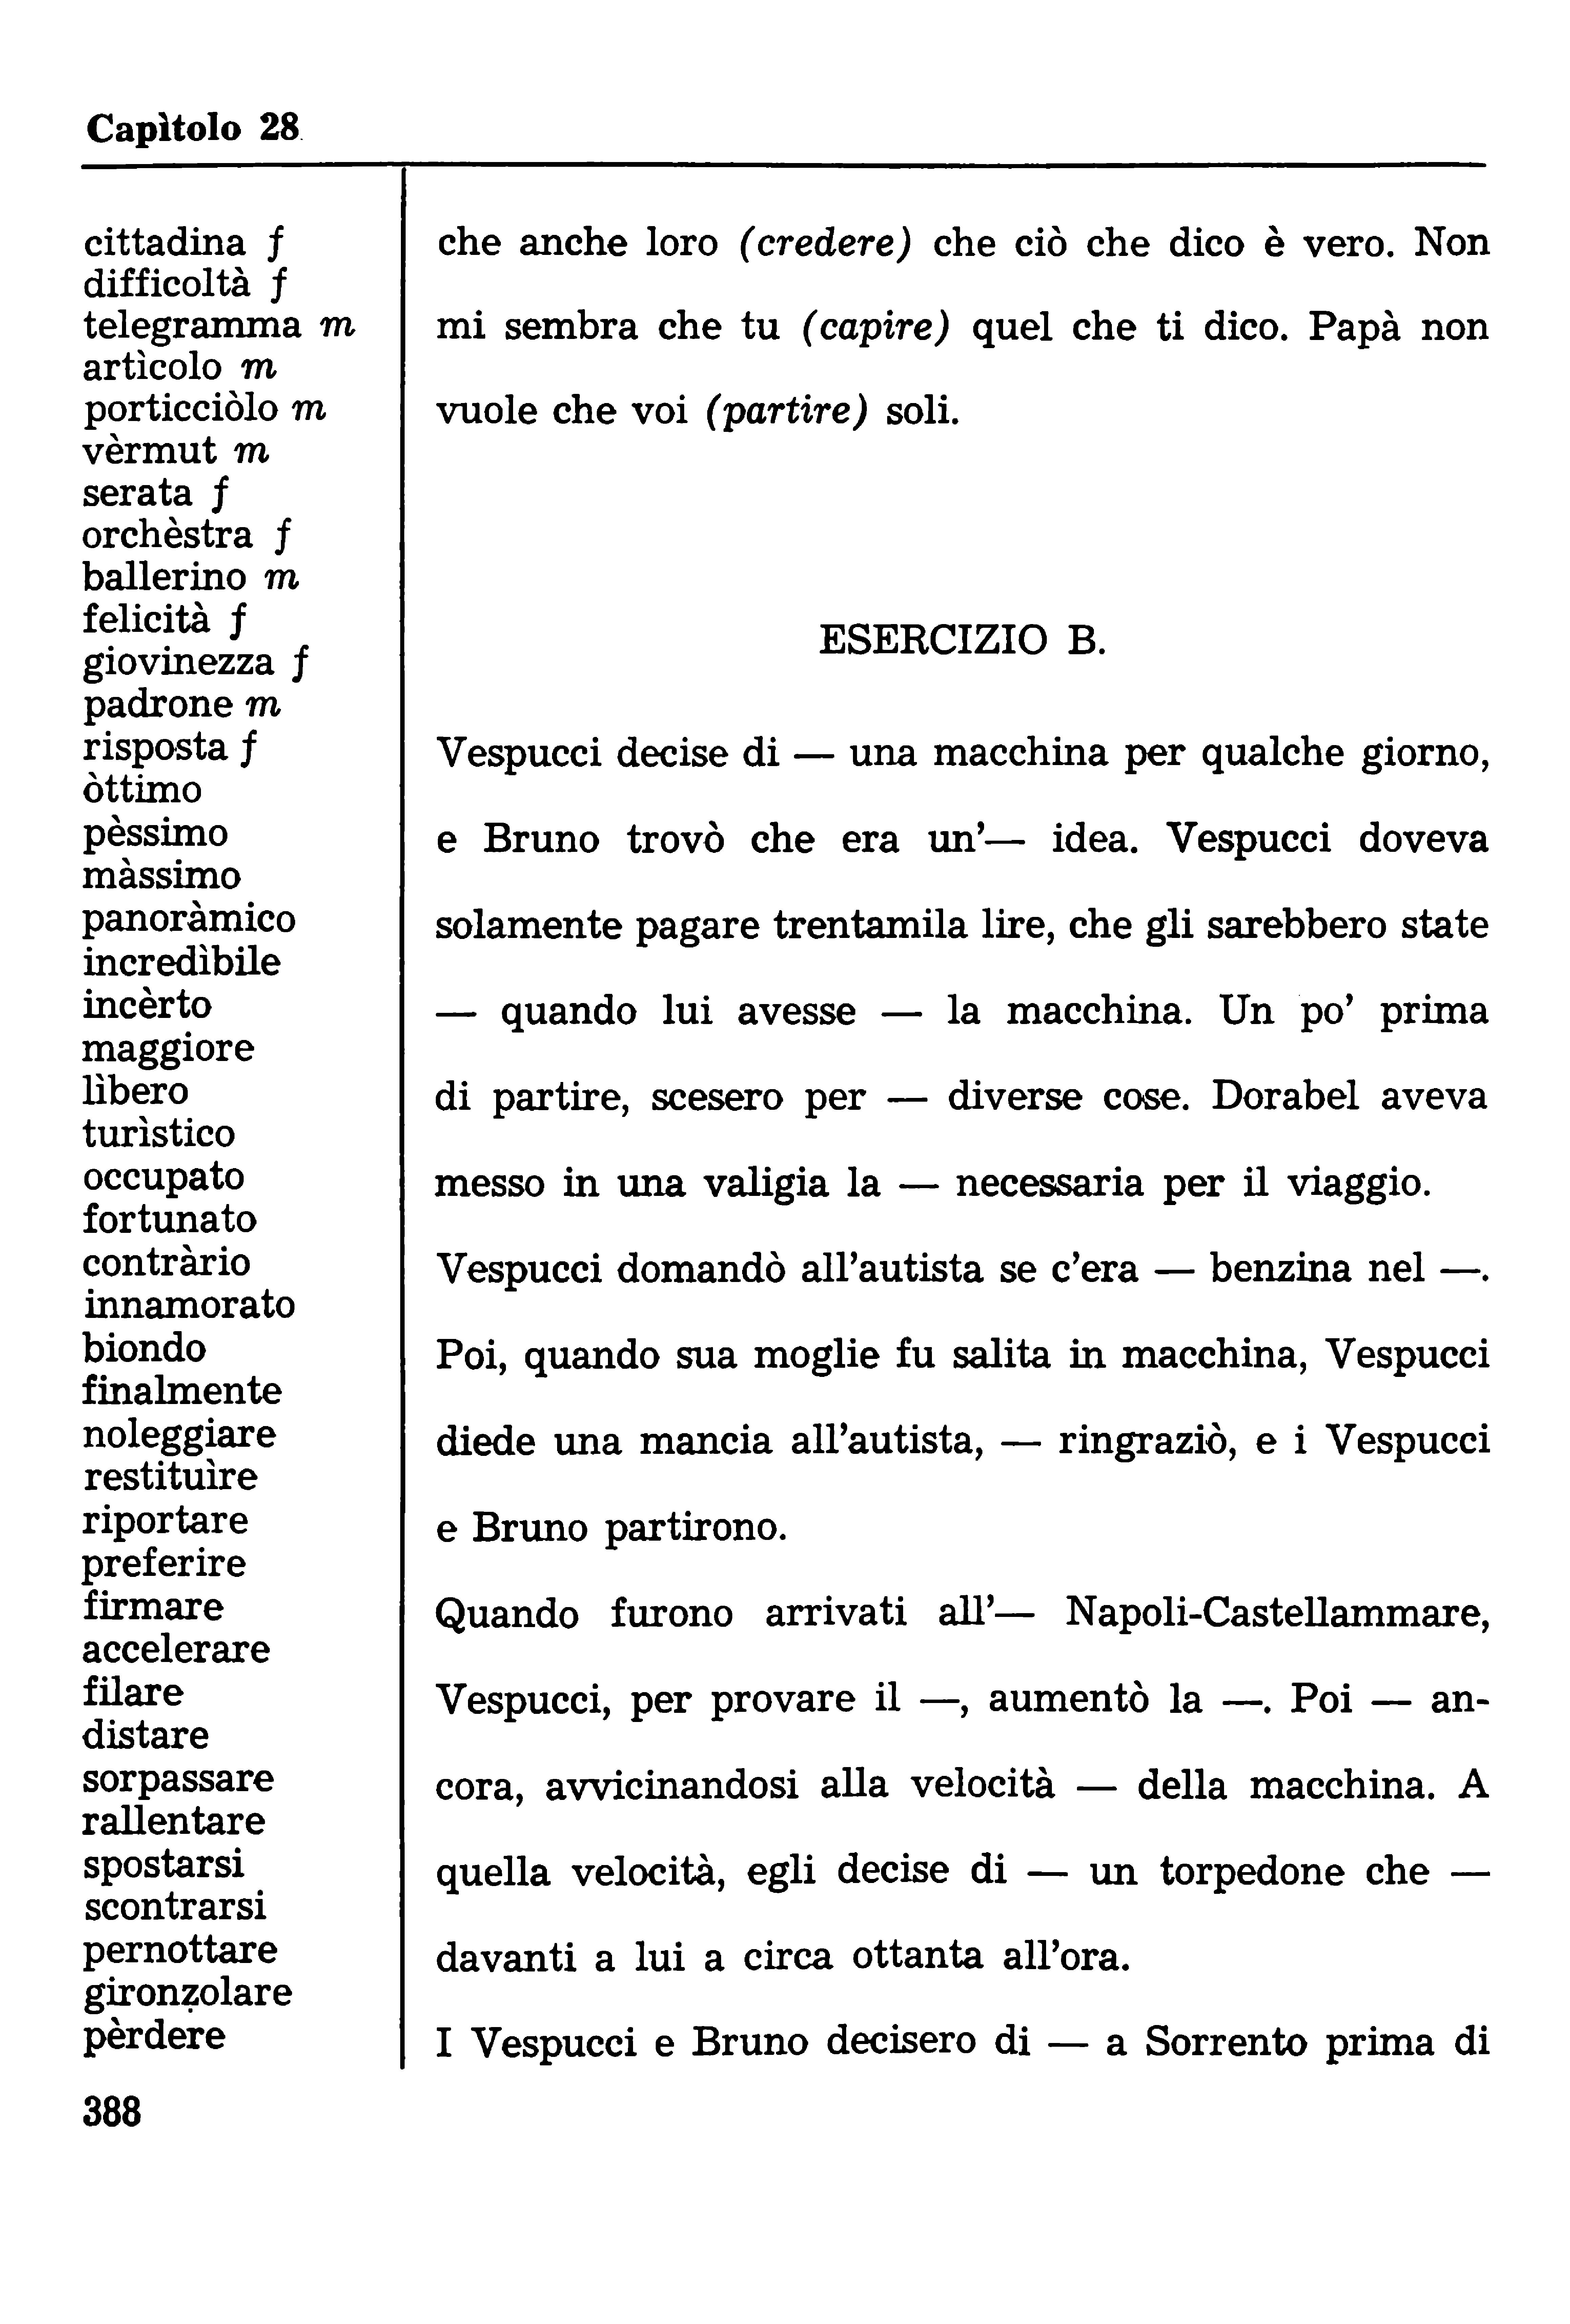 Capìtolo 28
cittadina f
difficoltà f
telegramma m
artìcolo m
porticciòlo m
vèrmut m
serata f
orchèstra f
ballerino m
felicità f
giovinezza f
padrone m
risposta f
òttimo
pèssimo
màssimo
panoràmico
incredìbile
incèrto
maggiore
lìbero
turìstico
occupato
fortunato
contràrio
innamorato
biondo
finalmente
noleggiare
restituìre
riportare
preferire
firmare
accelerare
filare
distare
sorpassare
rallentare
spostarsi
scontrarsi
pernottare
gironẓolare
pèrdere
che anche loro (credere) che ciò che dico è vero. Non
mi sembra che tu (capire) quel che ti dico. Papà non
vuole che voi (partire) soli.
ESERCIZIO B.
Vespucci decise di — una macchina per qualche giorno,
e Bruno trovò che era un’— idea. Vespucci doveva
solamente pagare trentamila lire, che gli sarebbero state
— quando lui avesse — la macchina. Un po’ prima
di partire, scesero per — diverse cose. Dorabel aveva
messo in una valigia la — necessaria per il viaggio.
Vespucci domandò all’autista se c’era — benzina nel —.
Poi, quando sua moglie fu salita in macchina, Vespucci
diede una mancia all’autista, — ringraziò, e i Vespucci
e Bruno partirono.
Quando furono arrivati all’— Napoli-Castellammare,
Vespucci, per provare il —, aumentò la —. Poi — an-
cora, avvicinandosi alla velocità — della macchina. A
quella velocità, egli decise di — un torpedone che —
davanti a lui a circa ottanta all’ora.
I Vespucci e Bruno decisero di — a Sorrento prima di
388